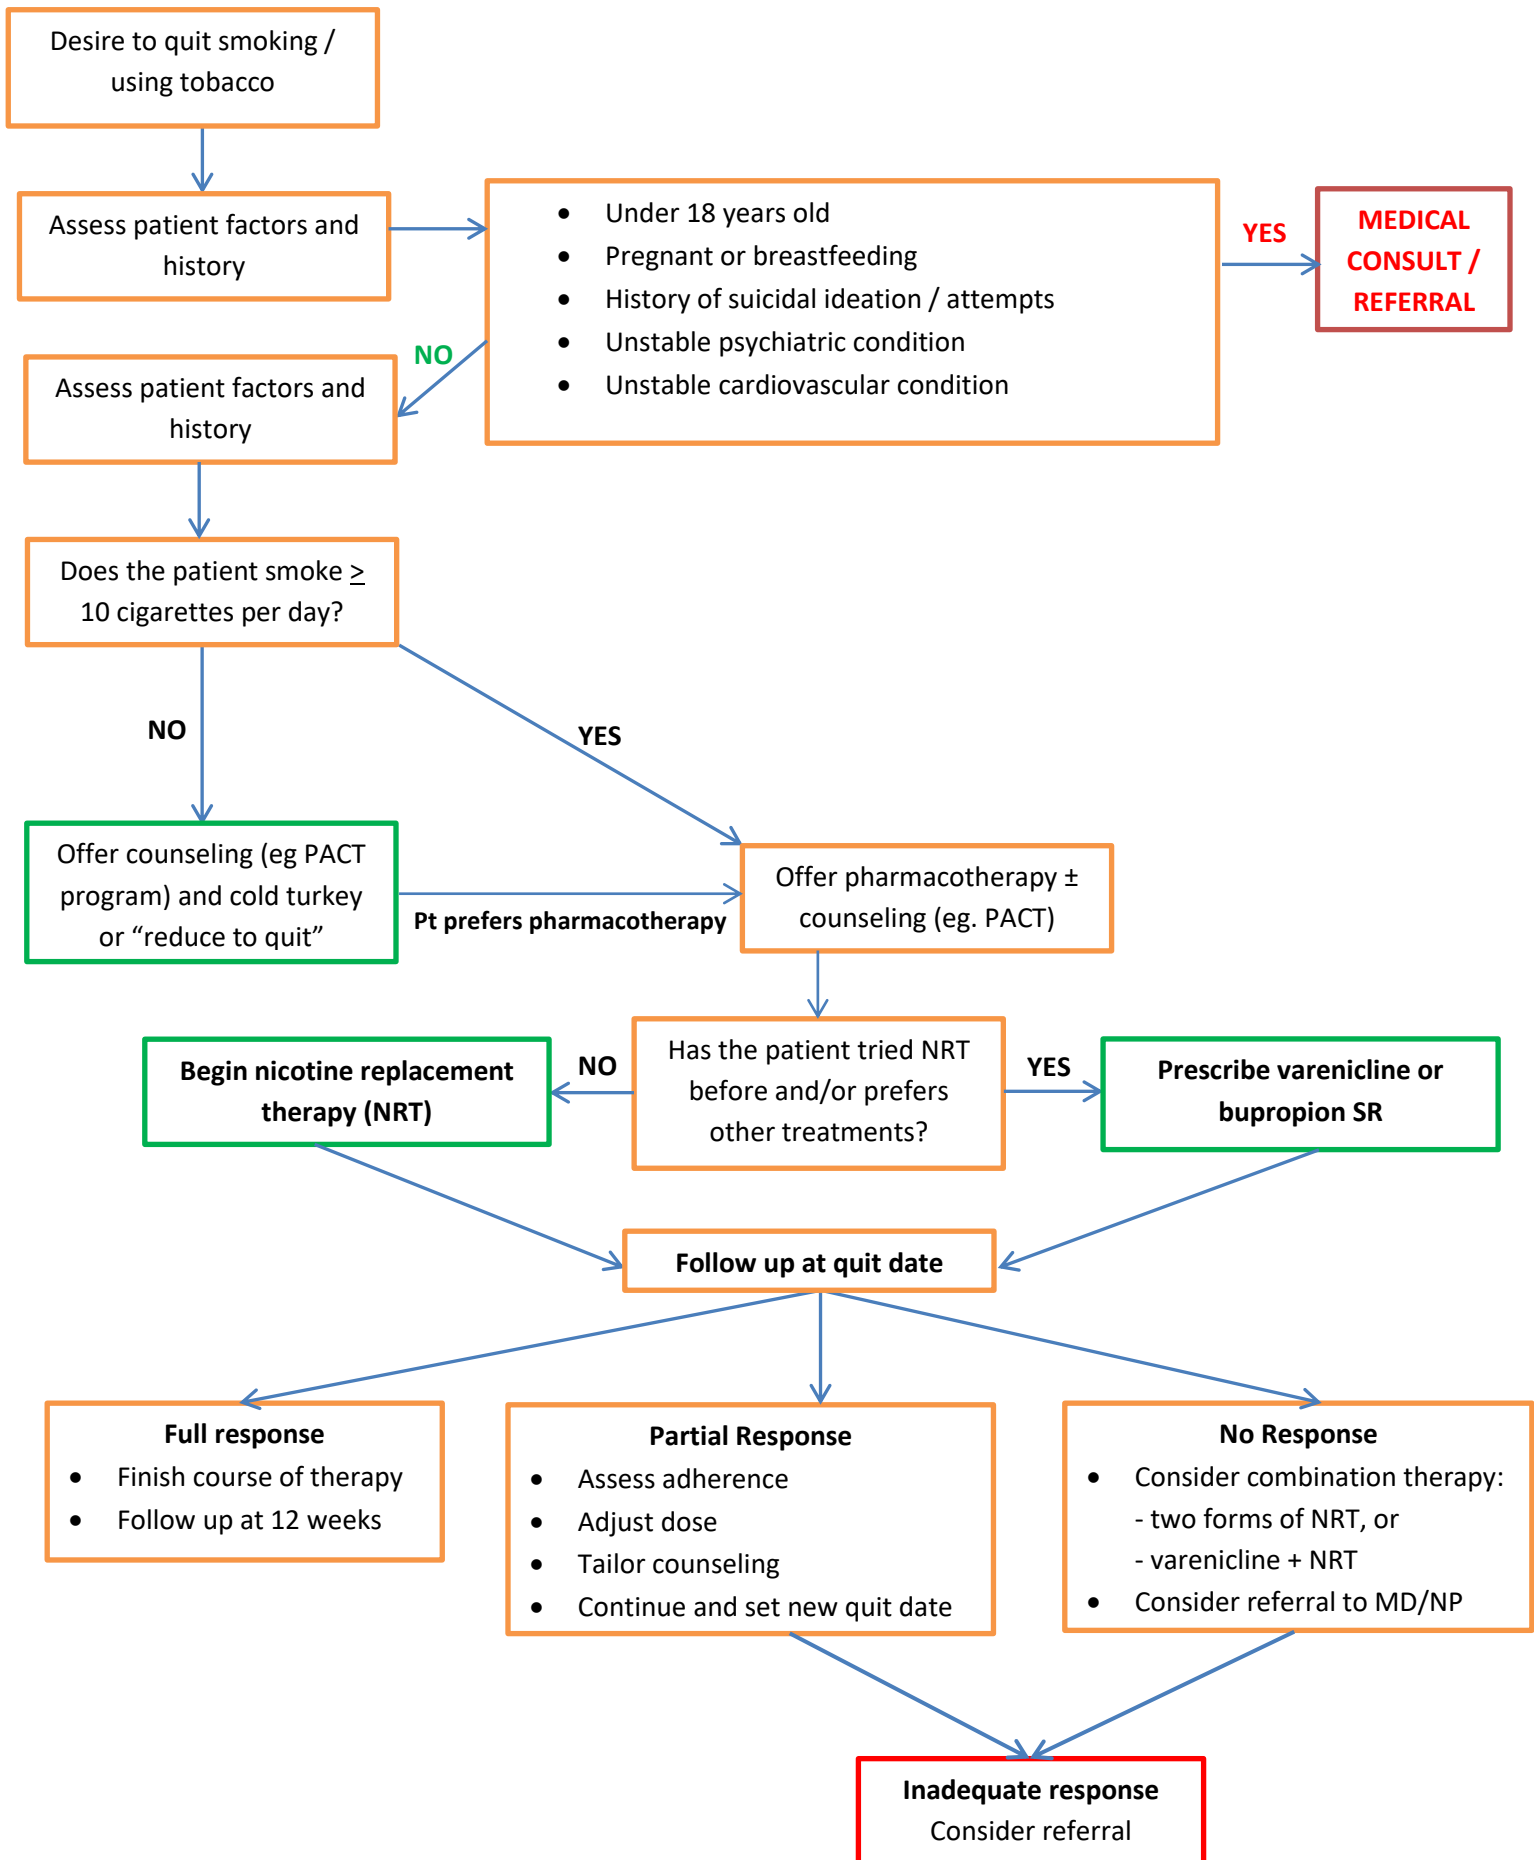 Desire to quit smoking /
using tobacco
Assess patient factors and
history
• Under 18 years old
• Pregnant or breastfeeding
• History of suicidal ideation / attempts
• Unstable psychiatric condition
• Unstable cardiovascular condition
YES
MEDICAL
CONSULT /
REFERRAL
NO
Assess patient factors and
history
Does the patient smoke ≥
10 cigarettes per day?
NO
YES
Offer counseling (eg PACT
program) and cold turkey
or “reduce to quit”
Pt prefers pharmacotherapy
Offer pharmacotherapy ±
counseling (eg. PACT)
Has the patient tried NRT
before and/or prefers
other treatments?
NO
Begin nicotine replacement
therapy (NRT)
YES
Prescribe varenicline or
bupropion SR
Follow up at quit date
Full response
• Finish course of therapy
• Follow up at 12 weeks
Partial Response
• Assess adherence
• Adjust dose
• Tailor counseling
• Continue and set new quit date
No Response
• Consider combination therapy:
- two forms of NRT, or
- varenicline + NRT
• Consider referral to MD/NP
Inadequate response
Consider referral